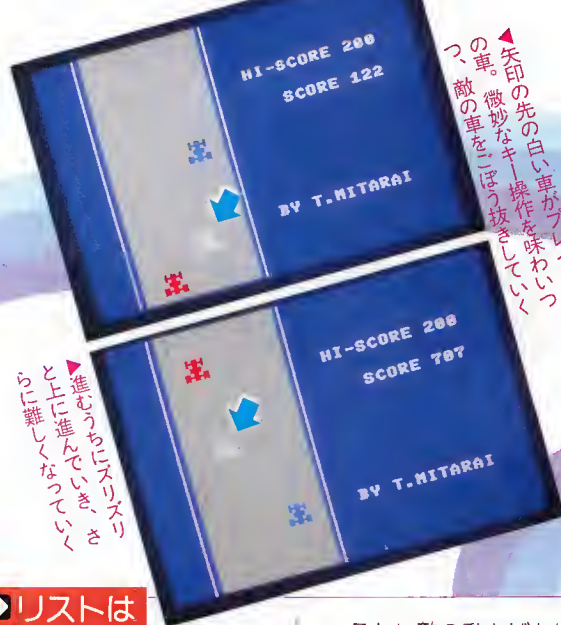 HI-SCORE 200
SCORE 122
BY T.MITARAI
◀矢印の先の白い車がプレ
の車。微妙なキー操作を味わいつ
つ、敵の車をごぼう抜きしていく
HI-SCORE 200
SCORE 707
BY T.MITARAI
▶進むうちにズリズリ
と上に進んでいき、さ
らに難しくなっていく
リストは